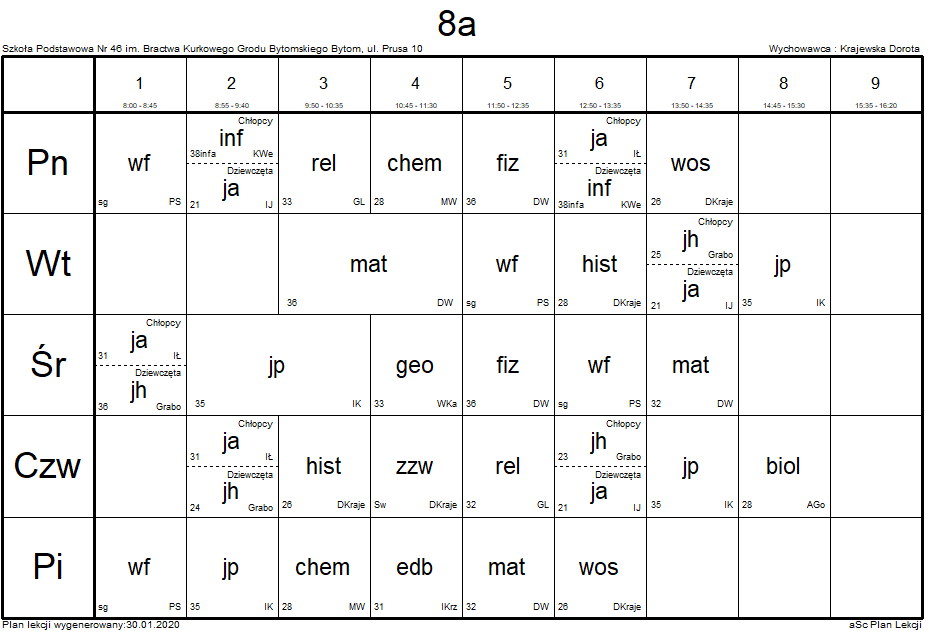 8a
Szkoła Podstawowa Nr 46 im. Bractwa Kurkowego Grodu Bytomskiego Bytom, ul. Prusa 10 Wychowawca : Krajewska Dorota
1 2 3 4 5 6 7 8 9
8:00 - 8:45 8:55 - 9:40 9:50 - 10:35 10:45 - 11:30 11:50 - 12:35 12:50 - 13:35 13:50 - 14:35 14:45 - 15:30 15:35 - 16:20
Pn
wf
sg PS
Chłopcy
inf
38infa KWe
Dziewczęta
ja
21 IJ
rel
33 GL
chem
28 MW
fiz
36 DW
Chłopcy
ja
31 IŁ
Dziewczęta
inf
38infa KWe
wos
26 DKraje
Wt
mat
36 DW
wf
sg PS
hist
28 DKraje
Chłopcy
jh
25 Grabo
Dziewczęta
ja
21 IJ
jp
35 IK
Śr
Chłopcy
ja
31 IŁ
Dziewczęta
jh
36 Grabo
jp
35 IK
geo
33 WKa
fiz
36 DW
wf
sg PS
mat
32 DW
Czw
Chłopcy
ja
31 IŁ
Dziewczęta
jh
24 Grabo
hist
26 DKraje
zzw
Sw DKraje
rel
32 GL
Chłopcy
jh
23 Grabo
Dziewczęta
ja
21 IJ
jp
35 IK
biol
28 AGo
Pi
wf
sg PS
jp
35 IK
chem
28 MW
edb
31 IKrz
mat
32 DW
wos
26 DKraje
Plan lekcji wygenerowany:30.01.2020 aSc Plan Lekcji